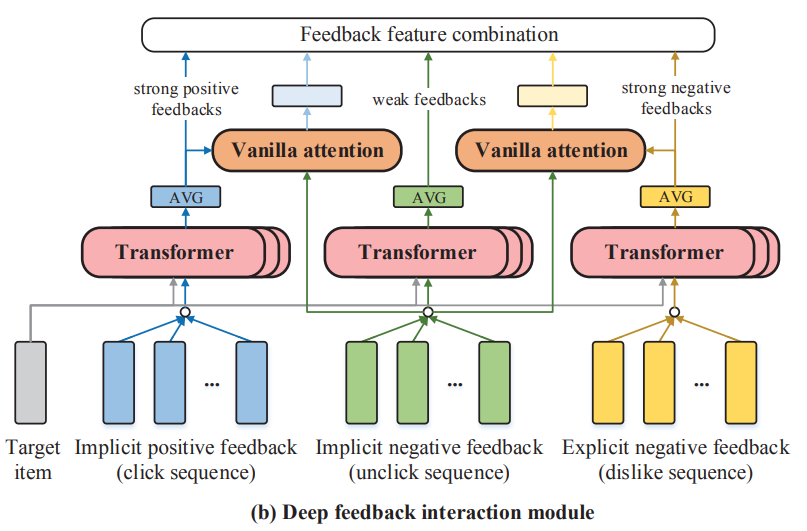 Feedback feature combination
strong positive
feedbacks
weak feedbacks
strong negative
feedbacks
Vanilla attention
Vanilla attention
AVG
AVG
AVG
Transformer
Transformer
Transformer
...
...
...
Target
item
Implicit positive feedback
(click sequence)
Implicit negative feedback
(unclick sequence)
Explicit negative feedback
(dislike sequence)
(b) Deep feedback interaction module